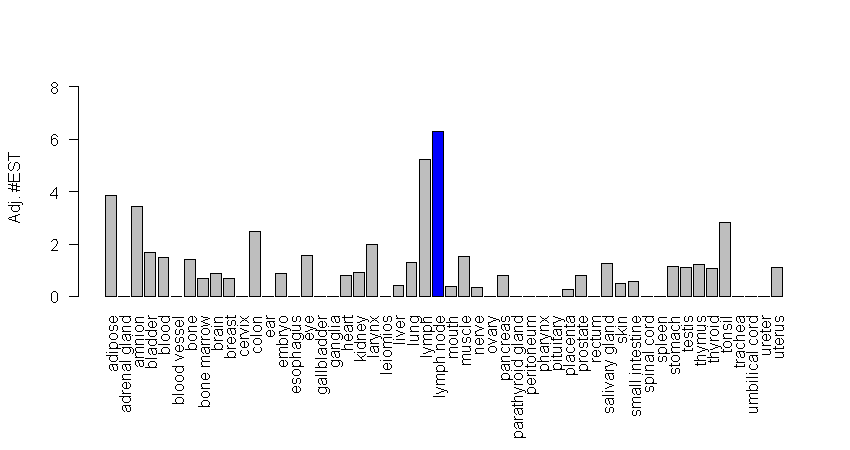 Adj. #EST
8
6
4
2
0
adipose
adrenal gland
amnion
bladder
blood
blood vessel
bone
bone marrow
brain
breast
cervix
colon
ear
embryo
esophagus
eye
gallbladder
ganglia
heart
kidney
larynx
leiomios
liver
lung
lymph
lymph node
mouth
muscle
nerve
ovary
pancreas
parathyroid gland
peritoneum
pharynx
pituitary
placenta
prostate
rectum
salivary gland
skin
small intestine
spinal cord
spleen
stomach
testis
thymus
thyroid
tonsil
trachea
umbilical cord
ureter
uterus